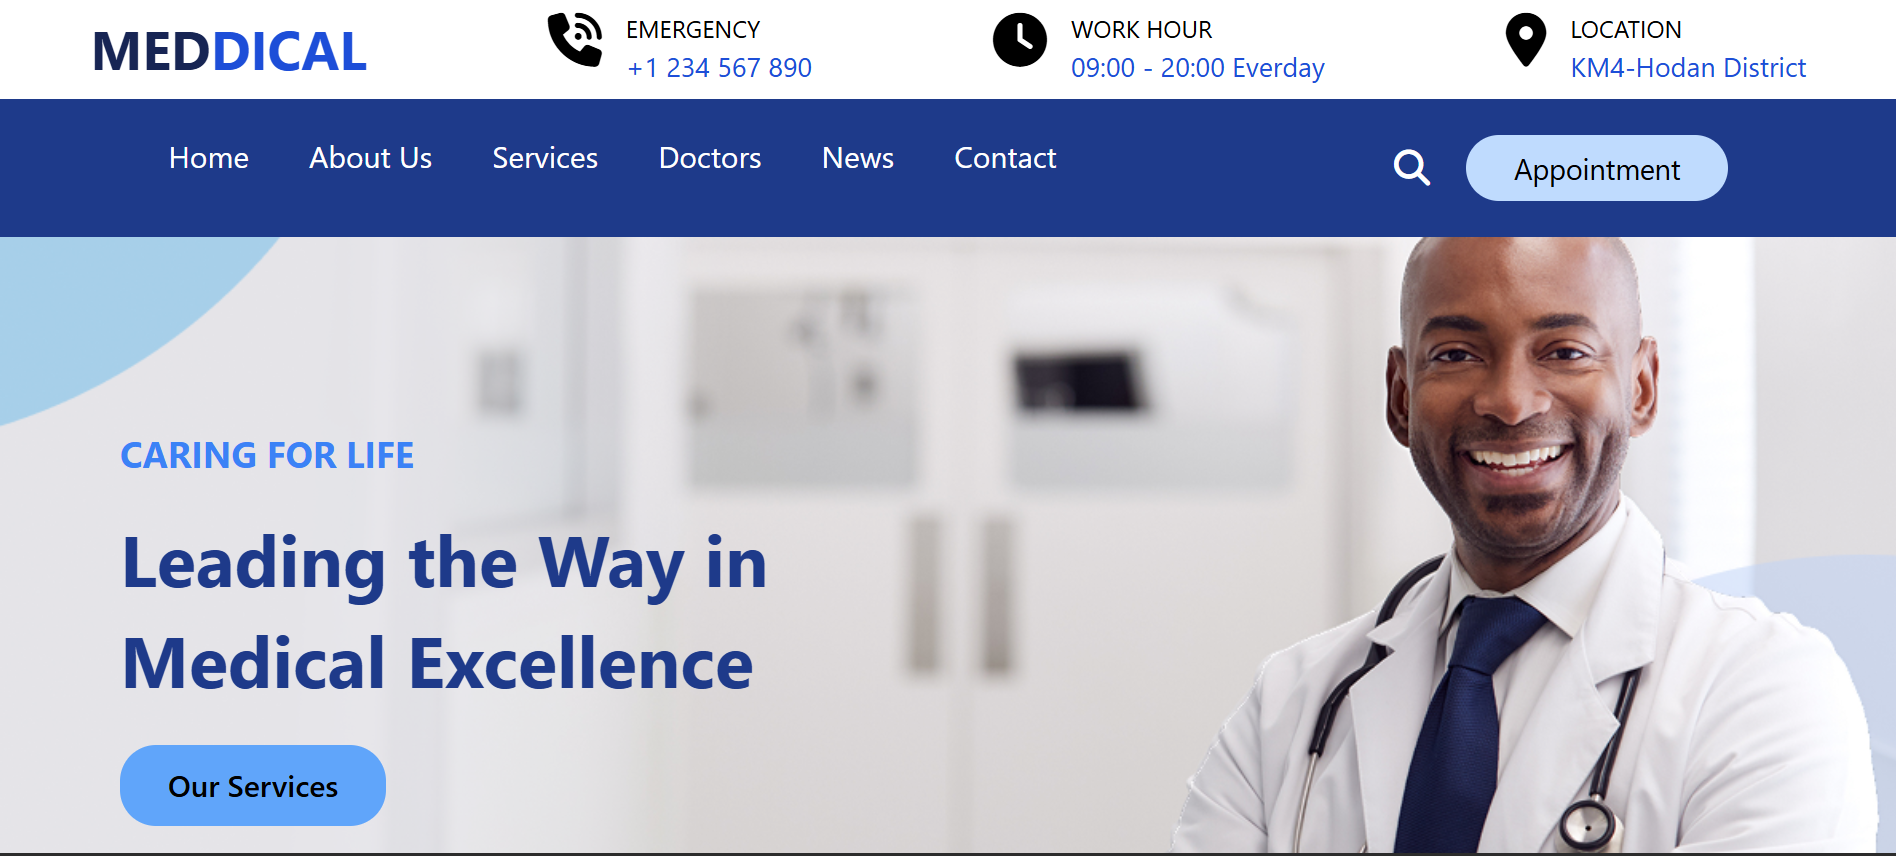 MEDDICAL
EMERGENCY
+1 234 567 890
WORK HOUR
09:00 - 20:00 Everday
LOCATION
KM4-Hodan District
Home About Us Services Doctors News Contact
Appointment
CARING FOR LIFE
Leading the Way in
Medical Excellence
Our Services